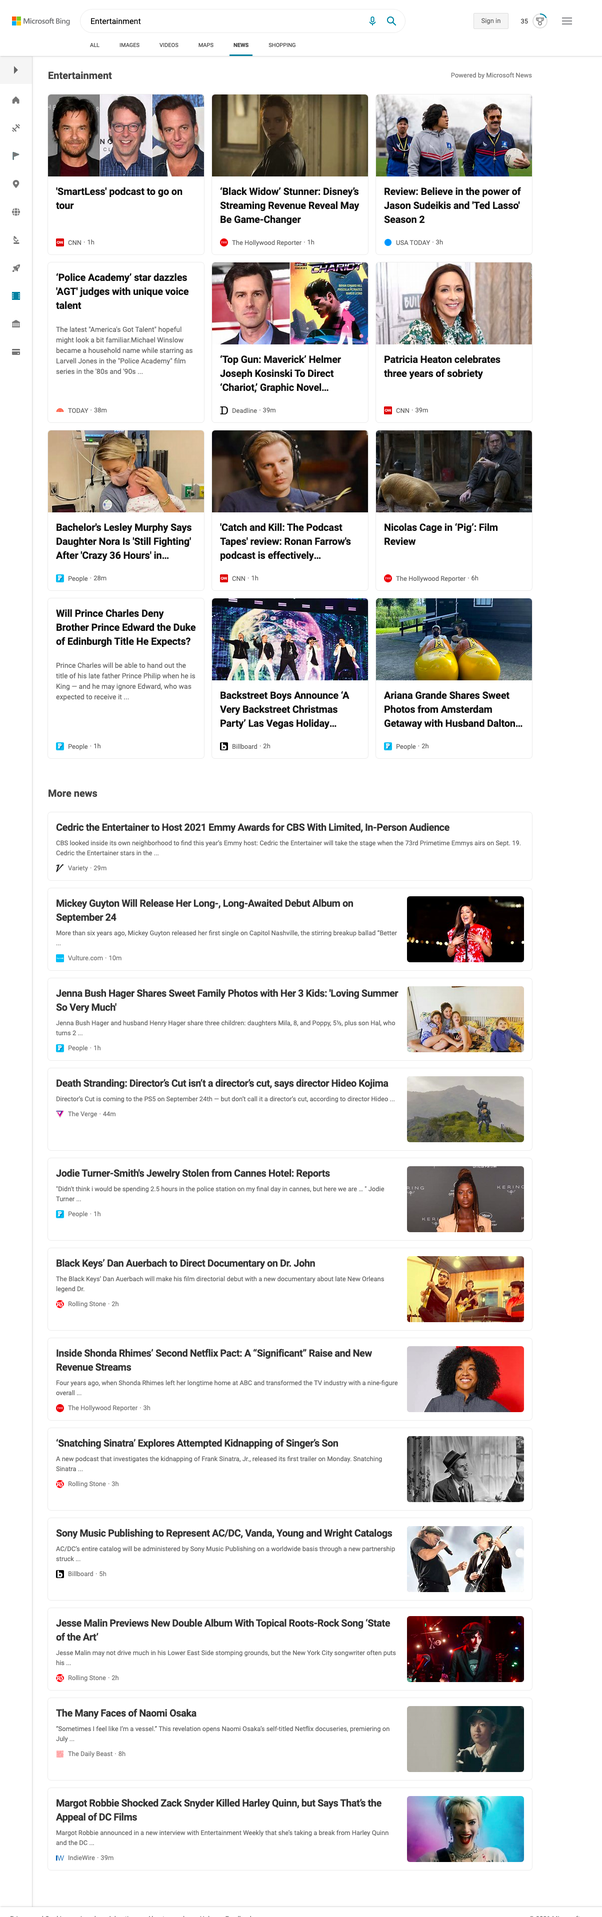 Microsoft Bing
Entertainment
Sign in
35
ALL
IMAGES
VIDEOS
MAPS
NEWS
SHOPPING
Entertainment
Powered by Microsoft News
'SmartLess' podcast to go on
tour
CNN · 1h
‘Black Widow’ Stunner: Disney’s
Streaming Revenue Reveal May
Be Game-Changer
The Hollywood Reporter · 1h
Review: Believe in the power of
Jason Sudeikis and 'Ted Lasso'
Season 2
USA TODAY · 3h
‘Police Academy’ star dazzles
‘AGT’ judges with unique voice
talent
The latest “America’s Got Talent” hopeful
might look a bit familiar.Michael Winslow
became a household name while starring as
Larvell Jones in the “Police Academy” film
series in the ’80s and ’90s ...
TODAY · 38m
CHARIOT
‘Top Gun: Maverick’ Helmer
Joseph Kosinski To Direct
‘Chariot,’ Graphic Novel...
Deadline · 39m
Patricia Heaton celebrates
three years of sobriety
CNN · 39m
Bachelor's Lesley Murphy Says
Daughter Nora Is 'Still Fighting'
After 'Crazy 36 Hours' in...
People · 28m
'Catch and Kill: The Podcast
Tapes' review: Ronan Farrow's
podcast is effectively...
CNN · 1h
Nicolas Cage in ‘Pig’: Film
Review
The Hollywood Reporter · 6h
Will Prince Charles Deny
Brother Prince Edward the Duke
of Edinburgh Title He Expects?
Prince Charles will be able to hand out the
title of his late father Prince Philip when he is
King — and he may ignore Edward, who was
expected to receive it ...
People · 1h
Backstreet Boys Announce ‘A
Very Backstreet Christmas
Party’ Las Vegas Holiday...
Billboard · 2h
Ariana Grande Shares Sweet
Photos from Amsterdam
Getaway with Husband Dalton...
People · 2h
More news
Cedric the Entertainer to Host 2021 Emmy Awards for CBS With Limited, In-Person Audience
CBS looked inside its own neighborhood to find this year’s Emmy host: Cedric the Entertainer will take the stage when the 73rd Primetime Emmys airs on Sept. 19.
Cedric the Entertainer stars in the ...
Variety · 29m
Mickey Guyton Will Release Her Long-, Long-Awaited Debut Album on
September 24
More than six years ago, Mickey Guyton released her first single on Capitol Nashville, the stirring breakup ballad “Better
...
Vulture.com · 10m
Jenna Bush Hager Shares Sweet Family Photos with Her 3 Kids: 'Loving Summer
So Very Much'
Jenna Bush Hager and husband Henry Hager share three children: daughters Mila, 8, and Poppy, 5½, plus son Hal, who
turns 2 ...
People · 1h
Death Stranding: Director’s Cut isn’t a director’s cut, says director Hideo Kojima
Director’s Cut is coming to the PS5 on September 24th — but don’t call it a director’s cut, according to director Hideo ...
The Verge · 44m
Jodie Turner-Smith's Jewelry Stolen from Cannes Hotel: Reports
"Didn't think i would be spending 2.5 hours in the police station on my final day in cannes, but here we are ... " Jodie
Turner ...
People · 1h
KERING
Black Keys’ Dan Auerbach to Direct Documentary on Dr. John
The Black Keys’ Dan Auerbach will make his film directorial debut with a new documentary about late New Orleans
legend Dr.
Rolling Stone · 2h
Inside Shonda Rhimes’ Second Netflix Pact: A “Significant” Raise and New
Revenue Streams
Four years ago, when Shonda Rhimes left her longtime home at ABC and transformed the TV industry with a nine-figure
overall ...
The Hollywood Reporter · 3h
‘Snatching Sinatra’ Explores Attempted Kidnapping of Singer’s Son
A new podcast that investigates the kidnapping of Frank Sinatra, Jr., released its first trailer on Monday. Snatching
Sinatra ...
Rolling Stone · 3h
Sony Music Publishing to Represent AC/DC, Vanda, Young and Wright Catalogs
AC/DC’s entire catalog will be administered by Sony Music Publishing on a worldwide basis through a new partnership
struck ...
Billboard · 5h
Jesse Malin Previews New Double Album With Topical Roots-Rock Song ‘State
of the Art’
Jesse Malin may not drive much in his Lower East Side stomping grounds, but the New York City songwriter often puts
his ...
Rolling Stone · 2h
The Many Faces of Naomi Osaka
“Sometimes I feel like I’m a vessel.” This revelation opens Naomi Osaka’s self-titled Netflix docuseries, premiering on
July ...
The Daily Beast · 8h
Margot Robbie Shocked Zack Snyder Killed Harley Quinn, but Says That’s the
Appeal of DC Films
Margot Robbie announced in a new interview with Entertainment Weekly that she's taking a break from Harley Quinn
and the DC ...
IndieWire · 39m